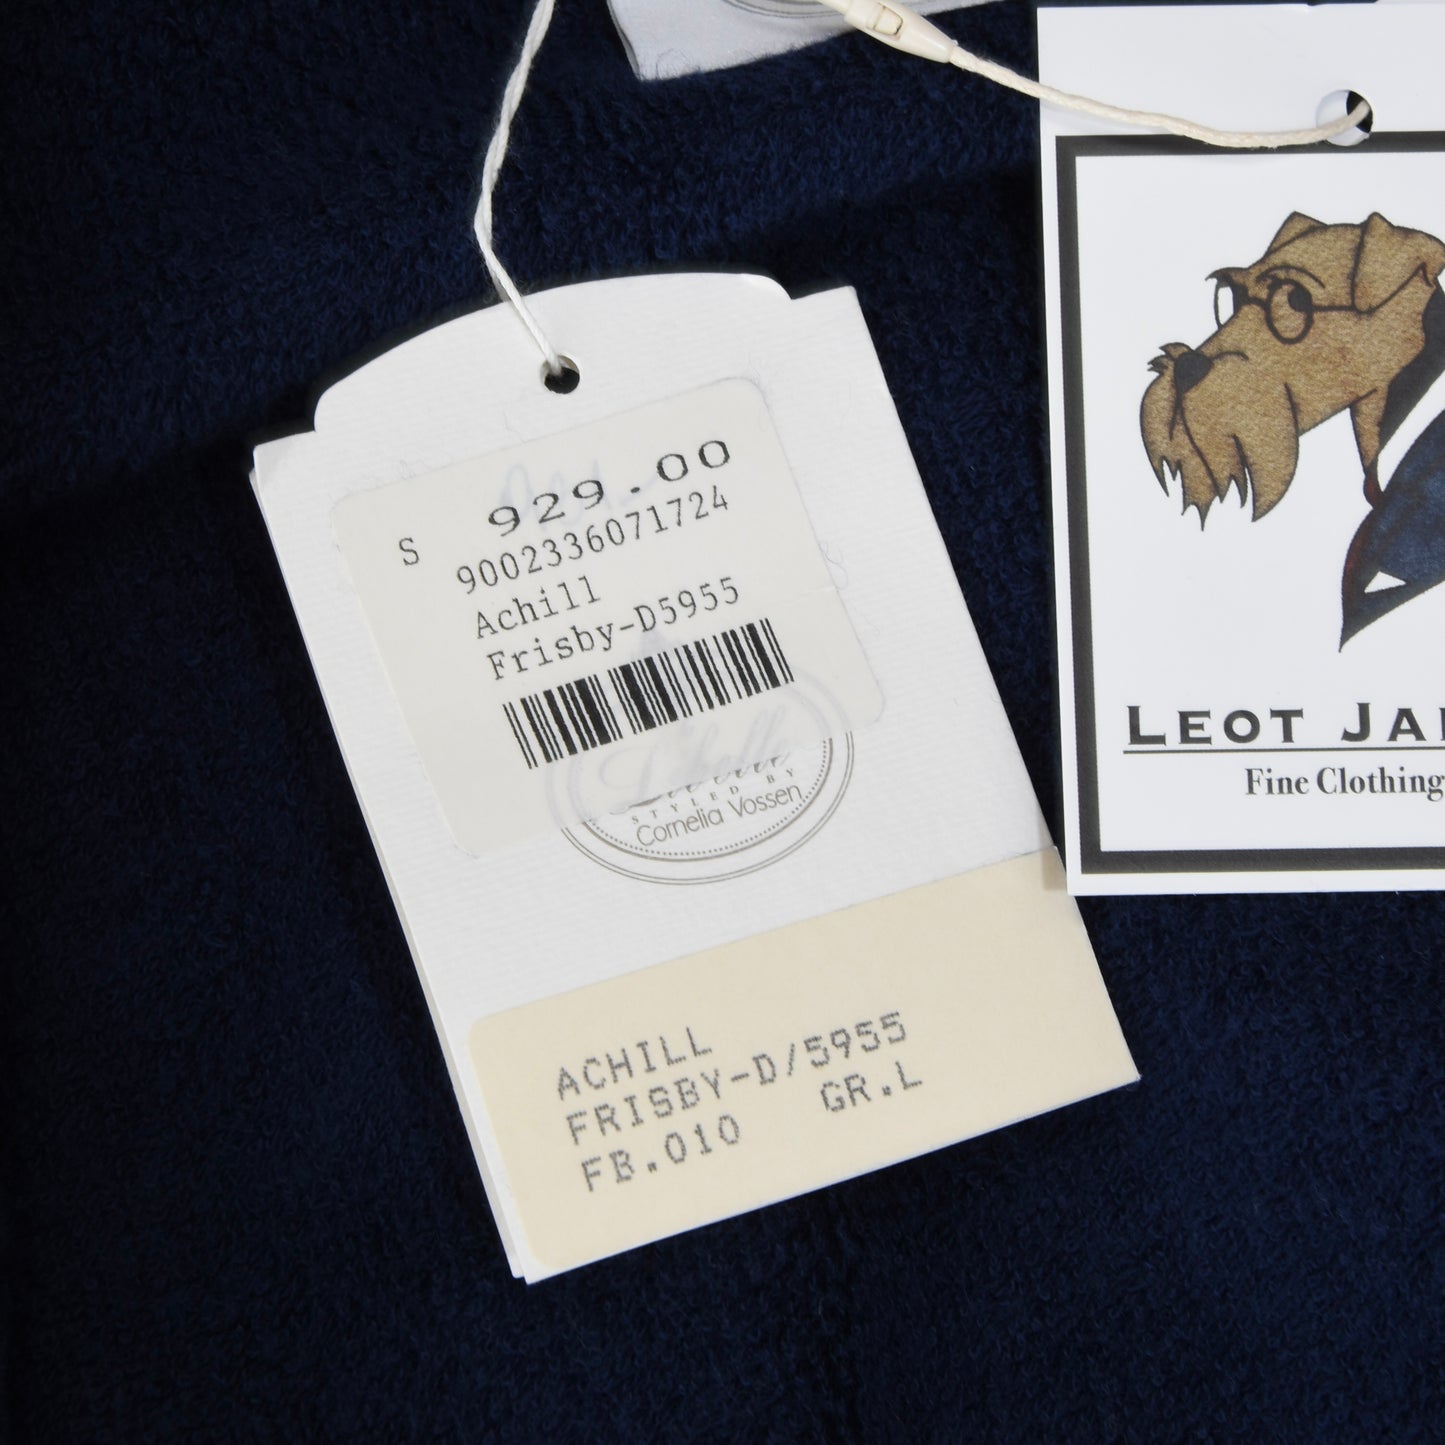 S 929.00
9002336071724
Achill
Frisby-D5955
Libelle
STYLED BY
Cornelia Vossen
ACHILL
FRISBY-D/5955
FB.010 GR.L
LEOT JA
Fine Clothing